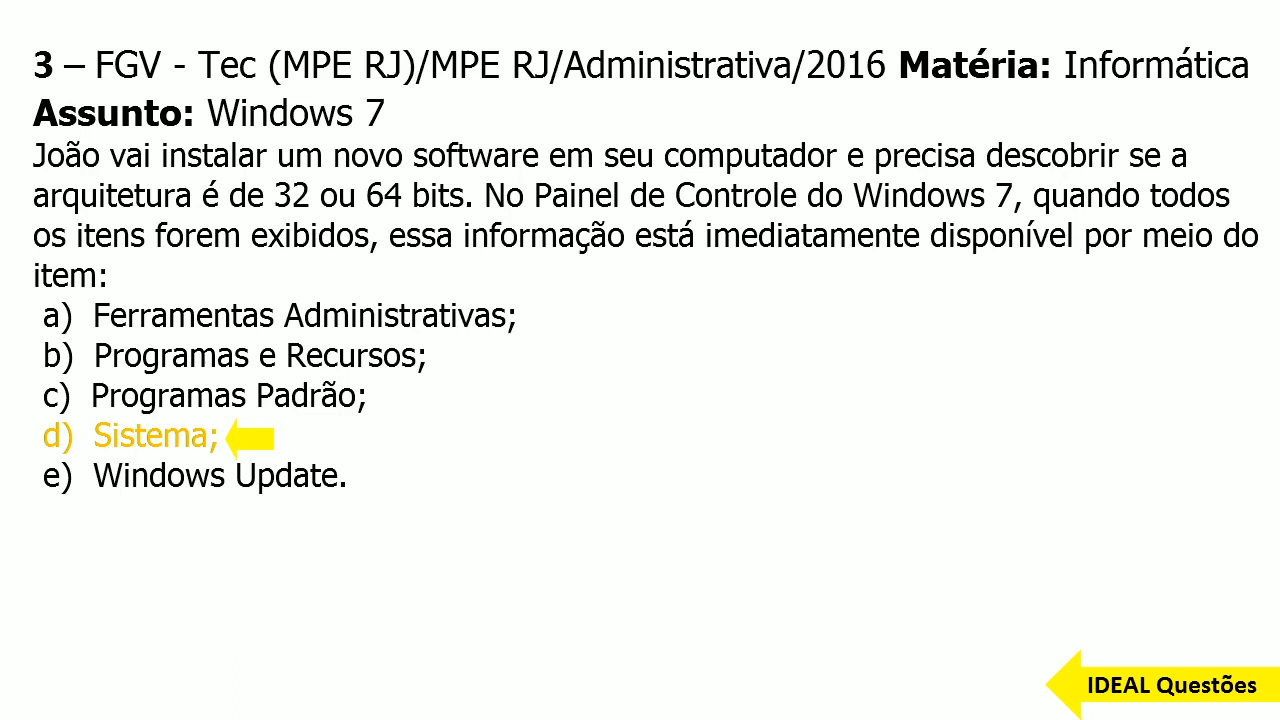 3 – FGV - Tec (MPE RJ)/MPE RJ/Administrativa/2016 Matéria: Informática
Assunto: Windows 7
João vai instalar um novo software em seu computador e precisa descobrir se a
arquitetura é de 32 ou 64 bits. No Painel de Controle do Windows 7, quando todos
os itens forem exibidos, essa informação está imediatamente disponível por meio do
item:
a) Ferramentas Administrativas;
b) Programas e Recursos;
c) Programas Padrão;
d) Sistema;
e) Windows Update.
IDEAL Questões